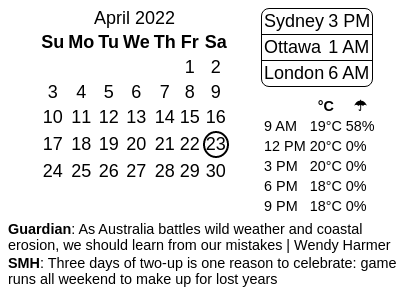 April 2022
Su Mo Tu We Th Fr Sa
1 2
3 4 5 6 7 8 9
10 11 12 13 14 15 16
17 18 19 20 21 22 23
24 25 26 27 28 29 30
Sydney 3 PM
Ottawa 1 AM
London 6 AM
°C ☂
9 AM 19°C 58%
12 PM 20°C 0%
3 PM 20°C 0%
6 PM 18°C 0%
9 PM 18°C 0%
Guardian: As Australia battles wild weather and coastal
erosion, we should learn from our mistakes | Wendy Harmer
SMH: Three days of two-up is one reason to celebrate: game
runs all weekend to make up for lost years